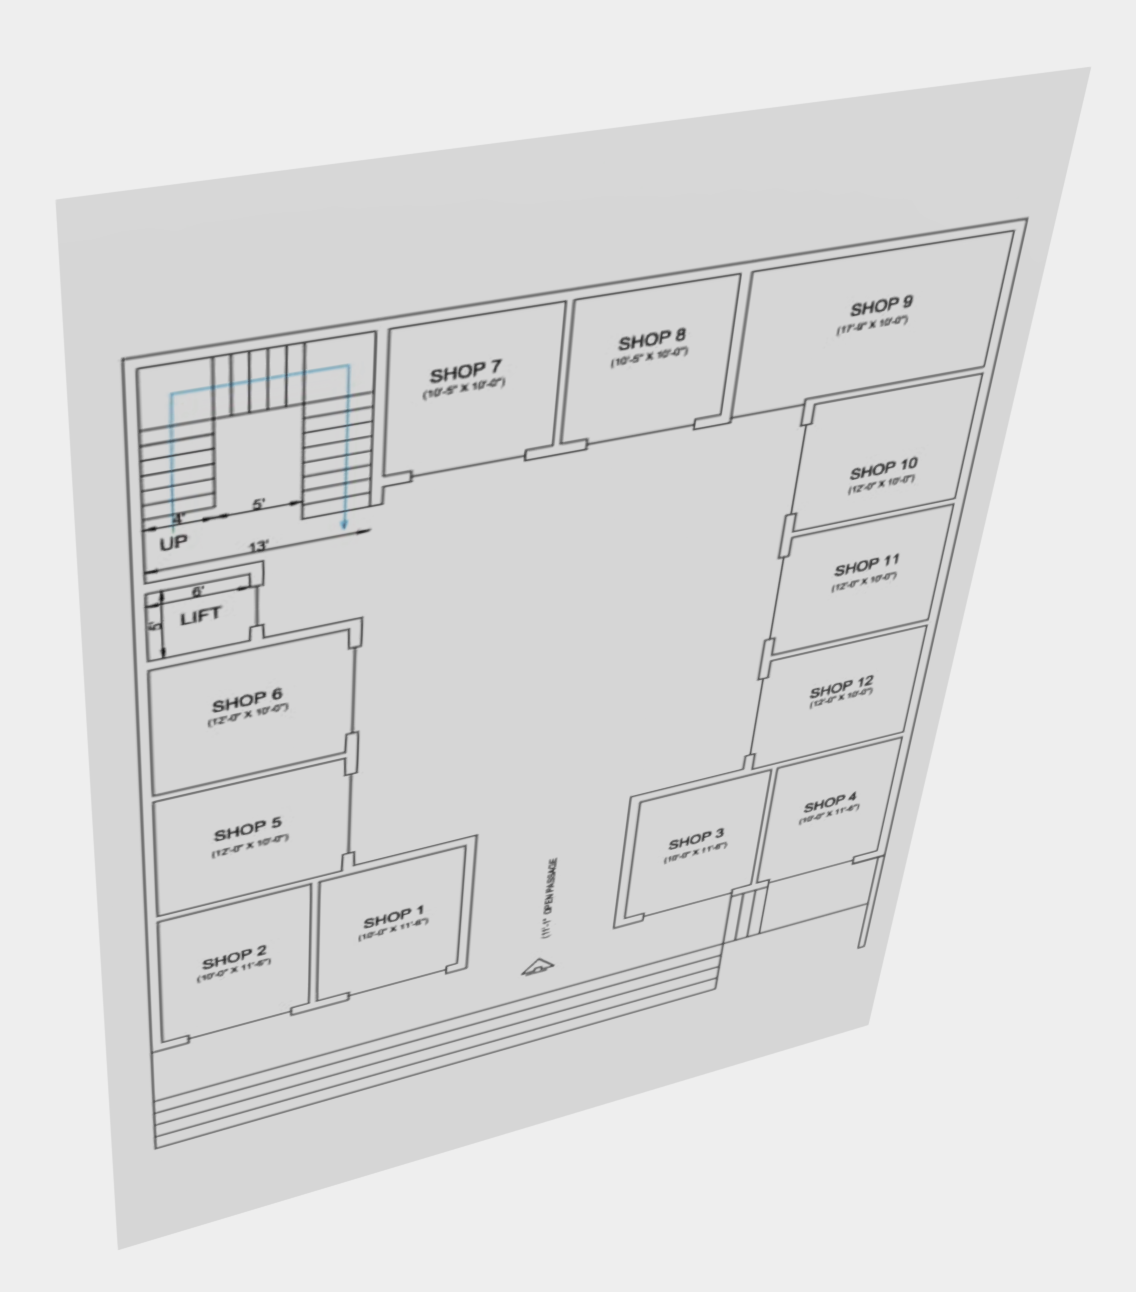 SHOP 9
(17'-9" X 10'-0")
SHOP 8
(10'-5" X 10'-0")
SHOP 7
(10'-5" X 10'-0")
SHOP 10
(12'-0" X 10'-0")
4'
5'
UP
13'
SHOP 11
(12'-0" X 10'-0")
6'
5'
LIFT
SHOP 6
(12'-0" X 10'-0")
SHOP 12
(12'-0" X 10'-0")
SHOP 5
(12'-0" X 10'-0")
SHOP 4
(10'-0" X 11'-6")
SHOP 3
(10'-0" X 11'-6")
SHOP 1
(10'-0" X 11'-6")
(11'-1" OPEN PASSAGE
SHOP 2
(10'-0" X 11'-6")